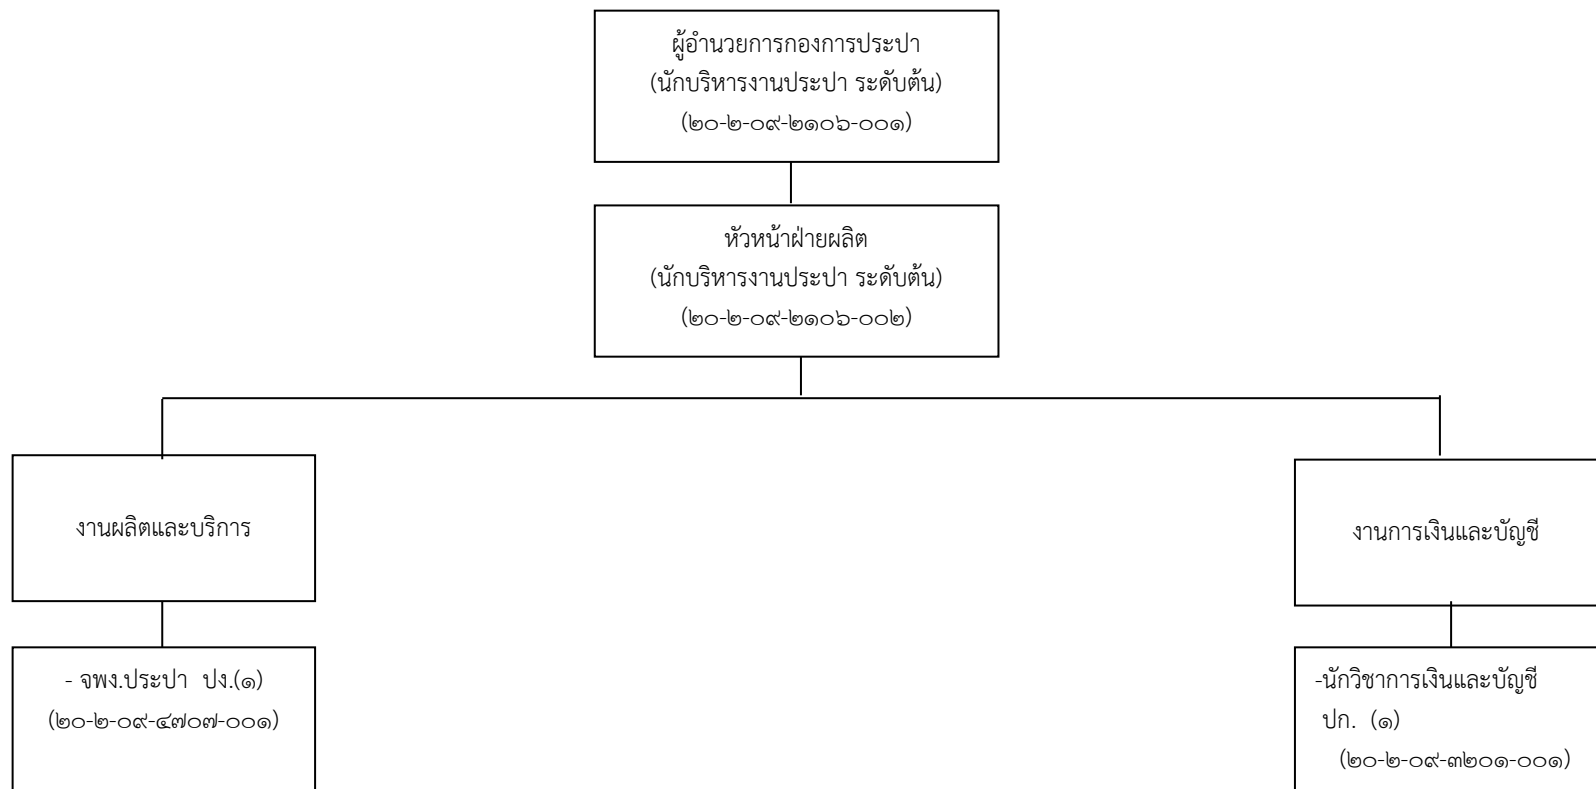 ผู้อำนวยการกองการประปา
(นักบริหารงานประปา ระดับต้น)
(๒๐-๒-๐๙-๒๑๐๖-๐๐๑)
หัวหน้าฝ่ายผลิต
(นักบริหารงานประปา ระดับต้น)
(๒๐-๒-๐๙-๒๑๐๖-๐๐๒)
งานผลิตและบริการ
งานการเงินและบัญชี
- จพง.ประปา ปง.(๑)
(๒๐-๒-๐๙-๔๗๐๗-๐๐๑)
-นักวิชาการเงินและบัญชี
ปก. (๑)
(๒๐-๒-๐๙-๓๒๐๑-๐๐๑)